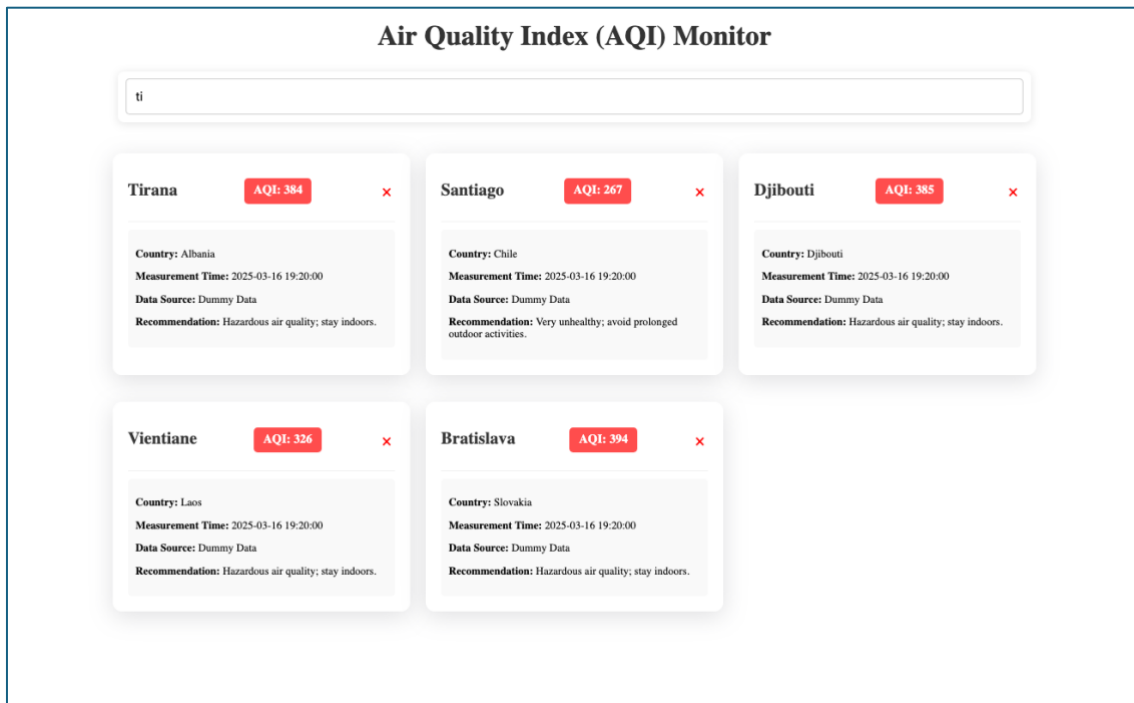 Air Quality Index (AQI) Monitor
ti
Tirana AQI: 384 ×
Country: Albania
Measurement Time: 2025-03-16 19:20:00
Data Source: Dummy Data
Recommendation: Hazardous air quality; stay indoors.
Santiago AQI: 267 ×
Country: Chile
Measurement Time: 2025-03-16 19:20:00
Data Source: Dummy Data
Recommendation: Very unhealthy; avoid prolonged
outdoor activities.
Djibouti AQI: 385 ×
Country: Djibouti
Measurement Time: 2025-03-16 19:20:00
Data Source: Dummy Data
Recommendation: Hazardous air quality; stay indoors.
Vientiane AQI: 326 ×
Country: Laos
Measurement Time: 2025-03-16 19:20:00
Data Source: Dummy Data
Recommendation: Hazardous air quality; stay indoors.
Bratislava AQI: 394 ×
Country: Slovakia
Measurement Time: 2025-03-16 19:20:00
Data Source: Dummy Data
Recommendation: Hazardous air quality; stay indoors.